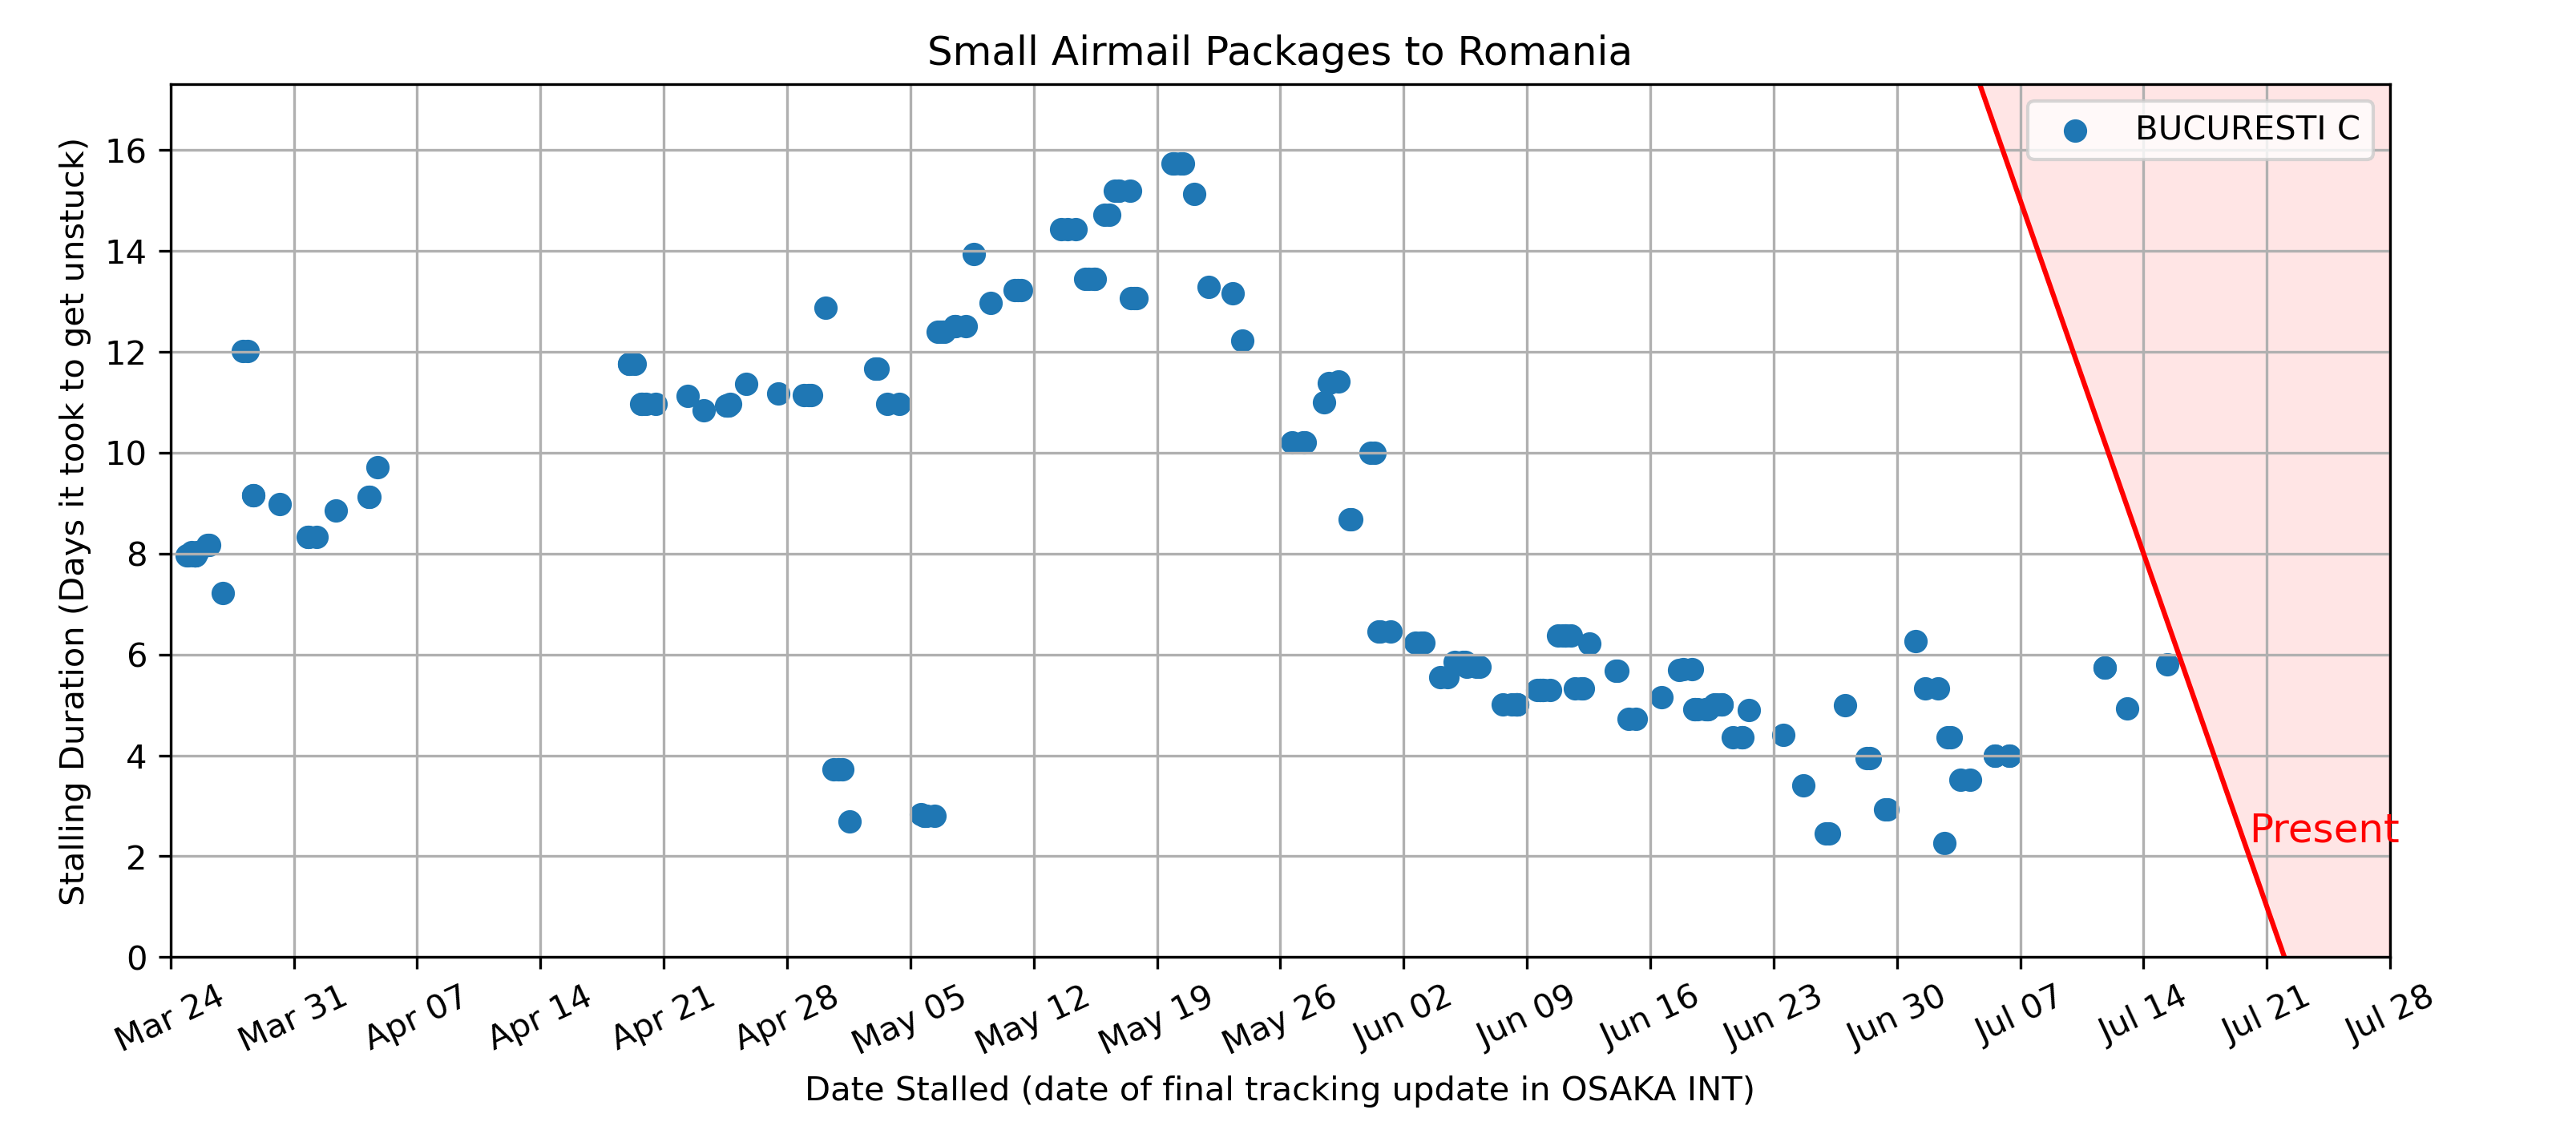 Small Airmail Packages to Romania
BUCURESTI C
Stalling Duration (Days it took to get unstuck)
16
14
12
10
8
6
4
2
0
Present
Mar 24
Mar 31
Apr 07
Apr 14
Apr 21
Apr 28
May 05
May 12
May 19
May 26
Jun 02
Jun 09
Jun 16
Jun 23
Jun 30
Jul 07
Jul 14
Jul 21
Jul 28
Date Stalled (date of final tracking update in OSAKA INT)